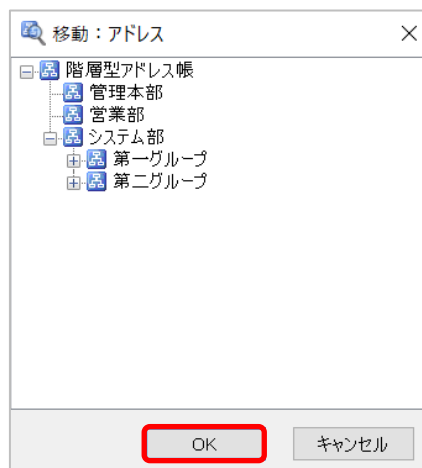 移動：アドレス
階層型アドレス帳
管理本部
営業部
システム部
第一グループ
第二グループ
OK
キャンセル